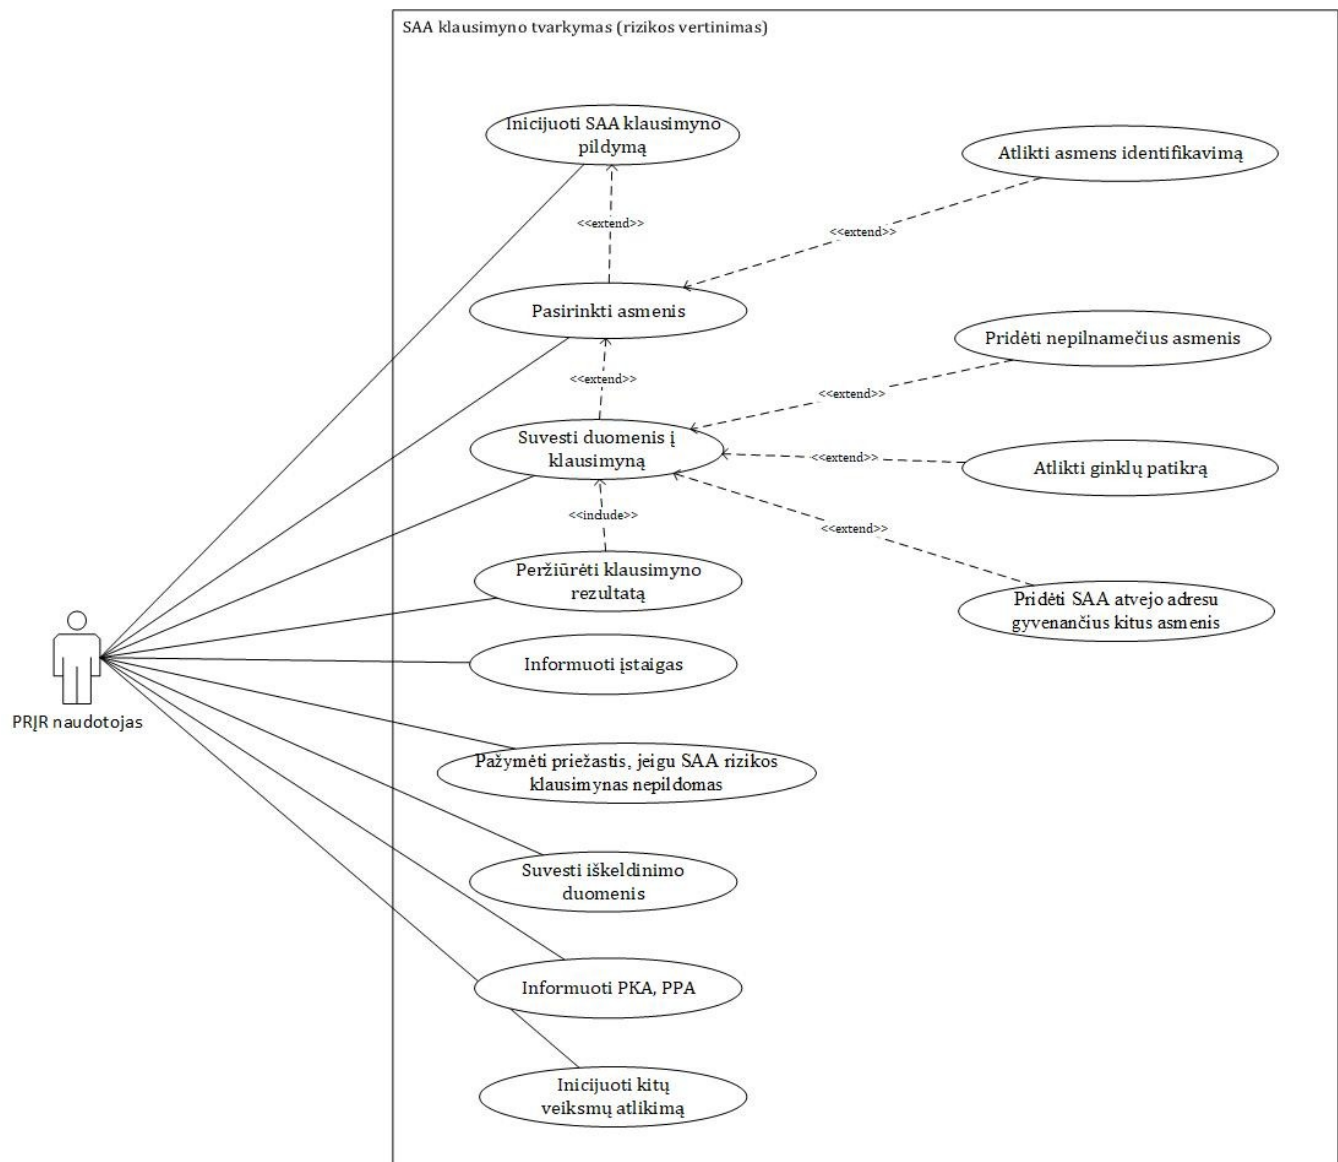 SAA klausimyno tvarkymas (rizikos vertinimas)
Inicijuoti SAA klausimyno
pildymą
Atlikti asmens identifikavimą
<<extend>>
<<extend>>
Pasirinkti asmenis
Pridėti nepilnamečius asmenis
<<extend>>
<<extend>>
Suvesti duomenis į
klausimyną
<<extend>>
Atlikti ginklų patikrą
<<include>>
<<extend>>
Peržiūrėti klausimyno
rezultatą
Pridėti SAA atvejo adresu
gyvenančius kitus asmenis
Informuoti įstaigas
PRĮR naudotojas
Pažymėti priežastis, jeigu SAA rizikos
klausimynas nepildomas
Suvesti iškeldinimo
duomenis
Informuoti PKA, PPA
Inicijuoti kitų
veiksmų atlikimą